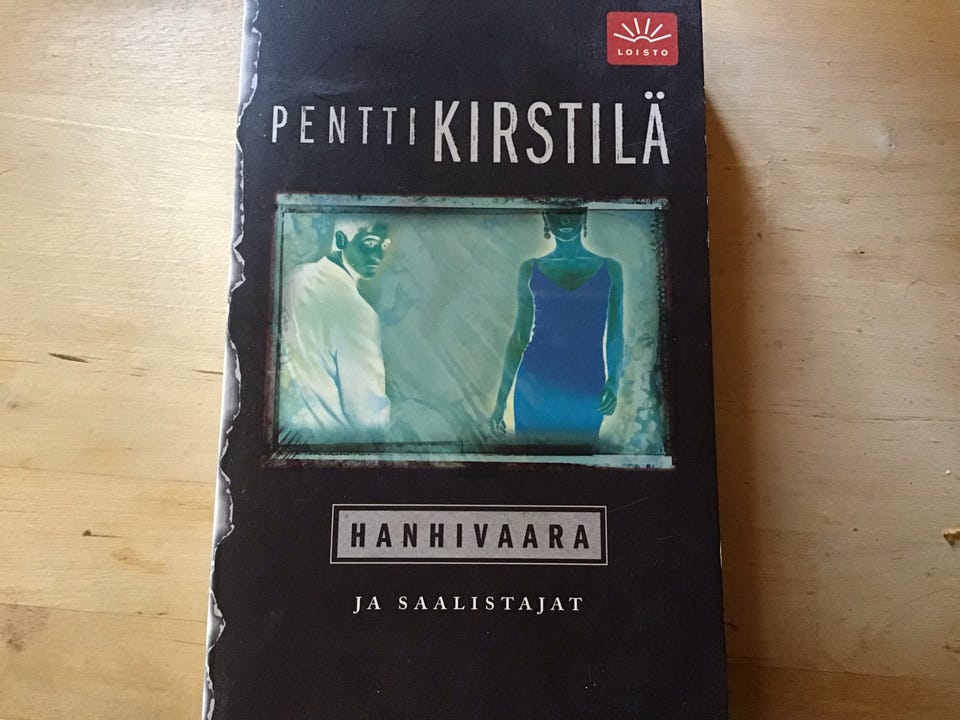 LOISTO
PENTTI KIRSTILÄ
HANHIVAARA
JA SAALISTAJAT